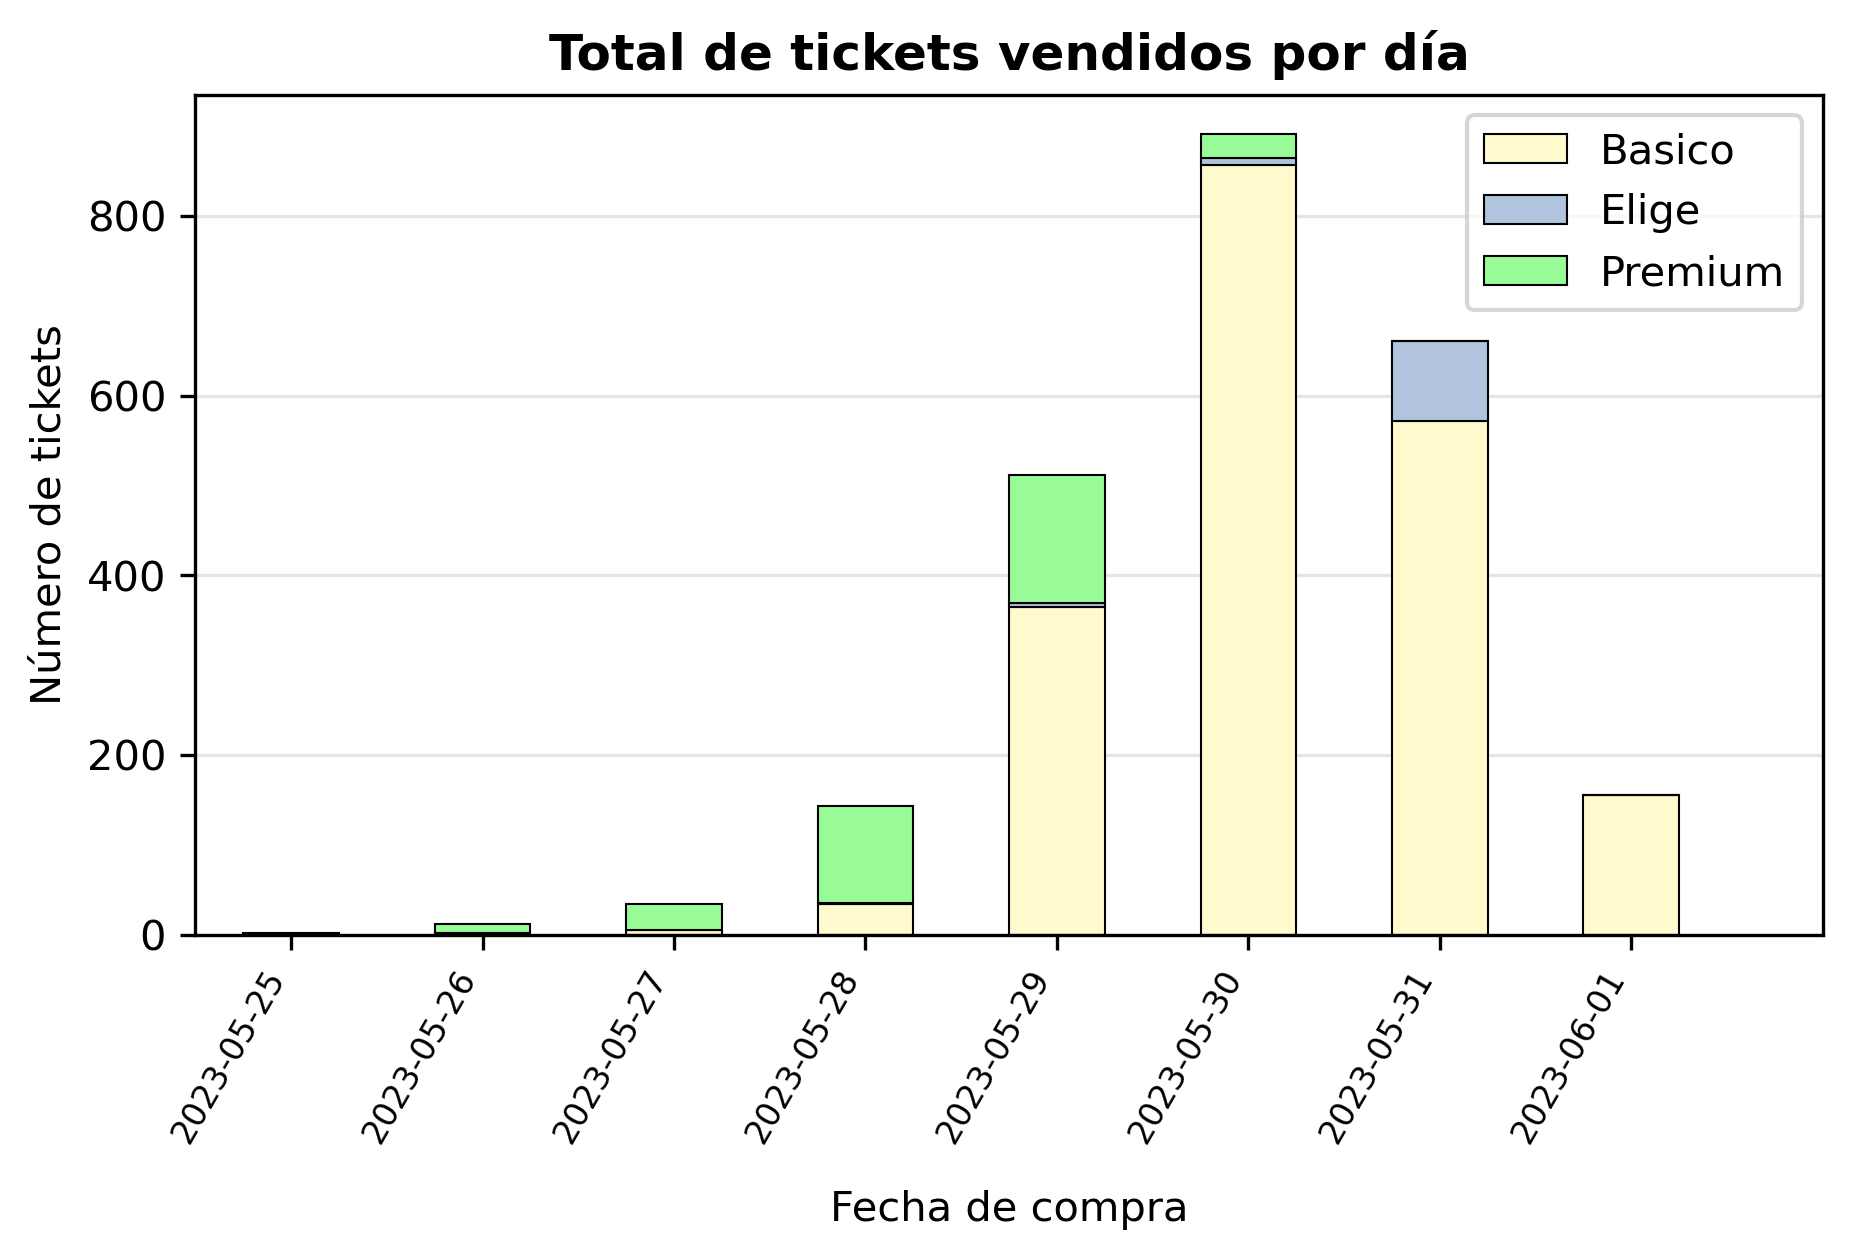 Total de tickets vendidos por día
Basico
Elige
Premium
Número de tickets
800
600
400
200
0
2023-05-25
2023-05-26
2023-05-27
2023-05-28
2023-05-29
2023-05-30
2023-05-31
2023-06-01
Fecha de compra